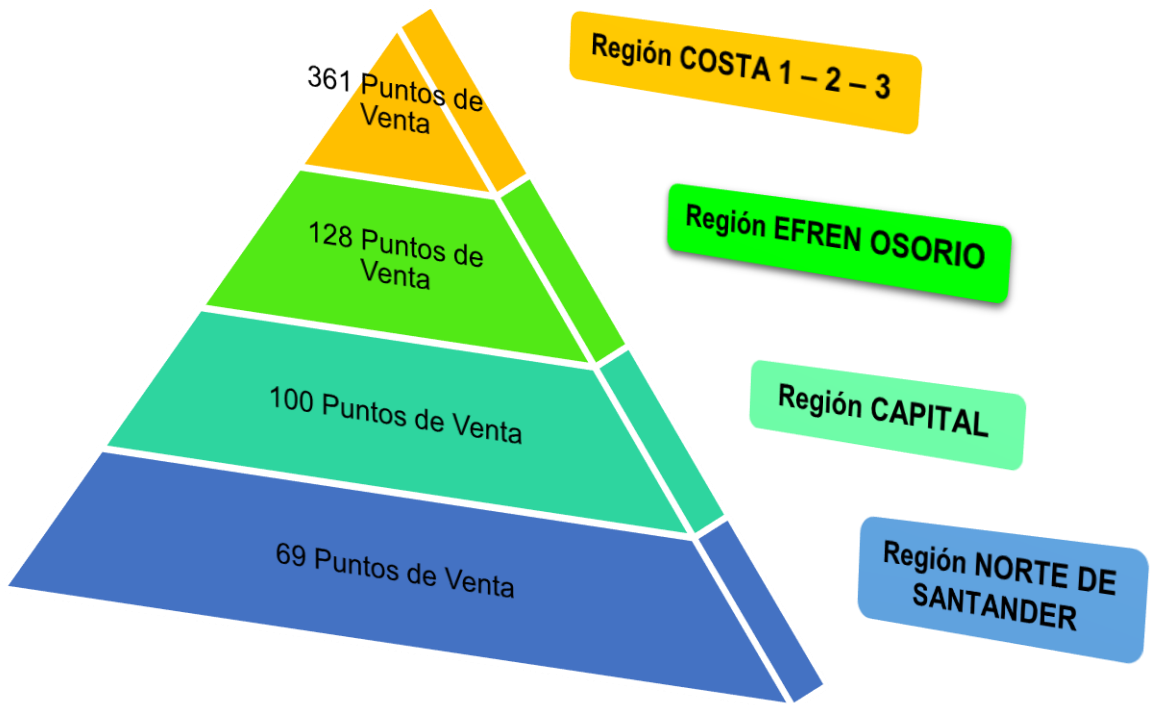 361 Puntos de
Venta
Región COSTA 1 – 2 – 3
128 Puntos de
Venta
Región EFREN OSORIO
100 Puntos de Venta
Región CAPITAL
69 Puntos de Venta
Región NORTE DE
SANTANDER